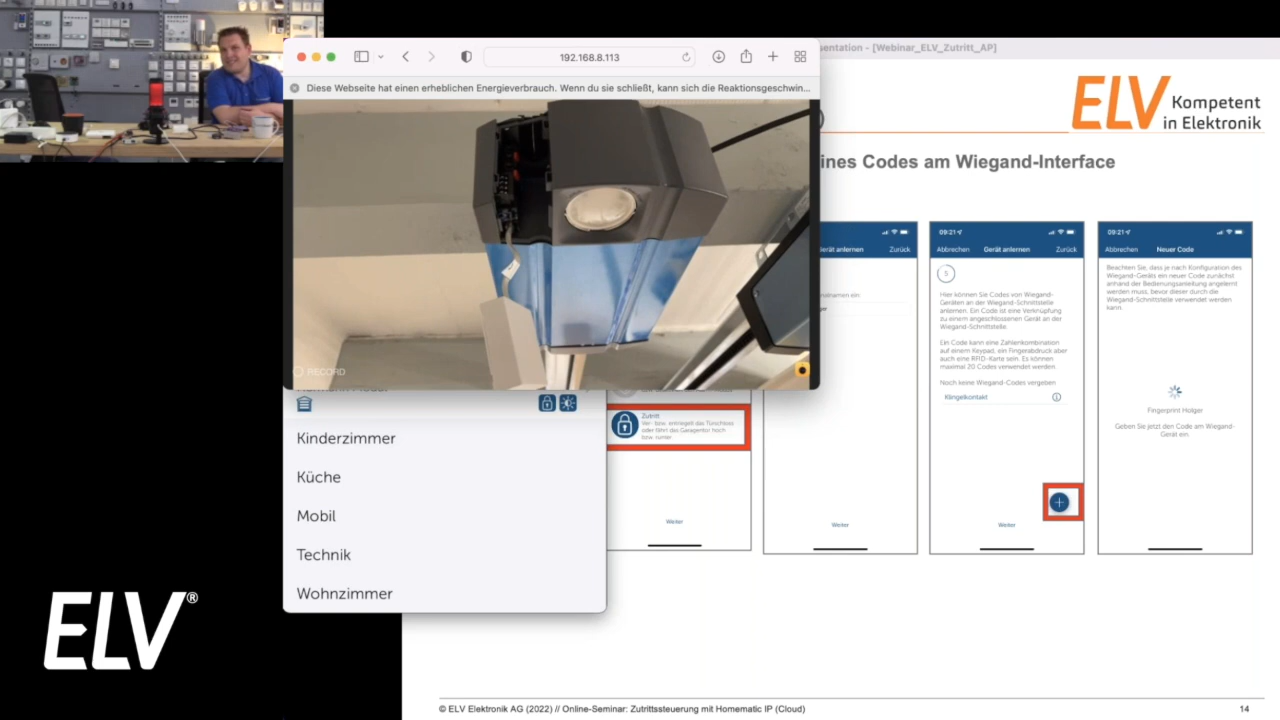 192.168.8.113
Diese Webseite hat einen erheblichen Energieverbrauch. Wenn du sie schließt, kann sich die Reaktionsgeschwin...
RECORD
Kinderzimmer
Küche
Mobil
Technik
Wohnzimmer
ELV®
sentation - [Webinar_ELV_Zutritt_AP]
ELV Kompetent
in Elektronik
ines Codes am Wiegand-Interface
Zutritt
Ver- bzw. entriegelt das Türschloss
oder fährt das Garagentor hoch
bzw. runter.
Weiter
Gerät anlernen Zurück
Weiter
09:21
Abbrechen Gerät anlernen Zurück
5
Hier können Sie Codes von Wiegand-
Geräten an der Wiegand-Schnittstelle
anlernen. Ein Code ist eine Verknüpfung
zu einem angeschlossenen Gerät an der
Wiegand-Schnittstelle.
Ein Code kann eine Zahlenkombination
auf einem Keypad, ein Fingerabdruck aber
auch eine RFID-Karte sein. Es können
maximal 20 Codes verwendet werden.
Noch keine Wiegand-Codes vergeben
Klingelkontakt
Weiter
09:21
Abbrechen Neuer Code
Beachten Sie, dass je nach Konfiguration des
Wiegand-Geräts ein neuer Code zunächst
anhand der Bedienungsanleitung angelernt
werden muss, bevor dieser durch die
Wiegand-Schnittstelle verwendet werden
kann.
Fingerprint Holger
Geben Sie jetzt den Code am Wiegand-
Gerät ein.
© ELV Elektronik AG (2022) // Online-Seminar: Zutrittssteuerung mit Homematic IP (Cloud)
14